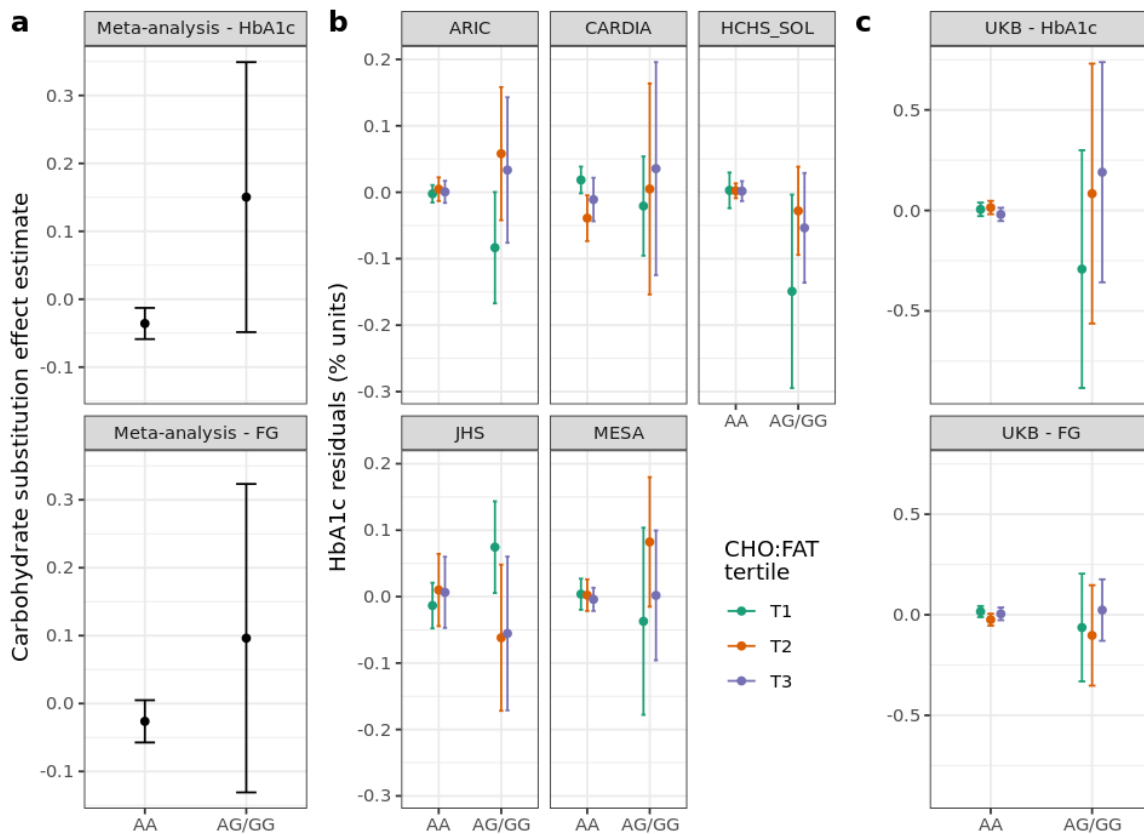 a
Meta-analysis - HbA1c
0.3
0.2
0.1
0.0
-0.1
Meta-analysis - FG
0.3
0.2
0.1
0.0
-0.1
AA
AG/GG
Carbohydrate substitution effect estimate
b
ARIC
CARDIA
HCHS_SOL
0.2
0.1
0.0
-0.1
-0.2
-0.3
AA
AG/GG
JHS
MESA
0.2
0.1
0.0
-0.1
-0.2
-0.3
AA
AG/GG
AA
AG/GG
HbA1c residuals (% units)
CHO:FAT
tertile
T1
T2
T3
c
UKB - HbA1c
0.5
0.0
-0.5
UKB - FG
0.5
0.0
-0.5
AA
AG/GG